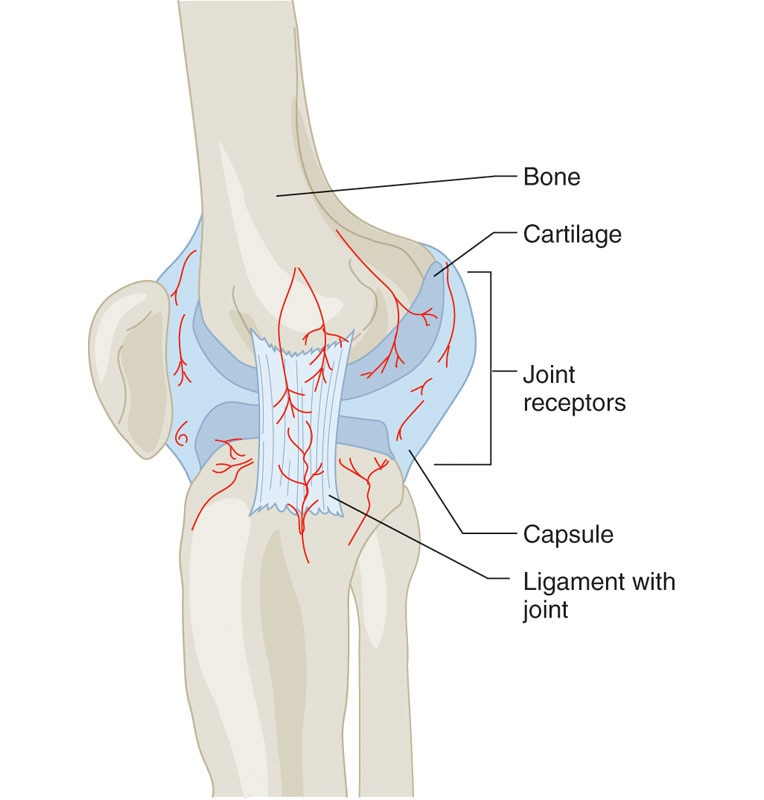 Bone
Cartilage
Joint
receptors
Capsule
Ligament with
joint